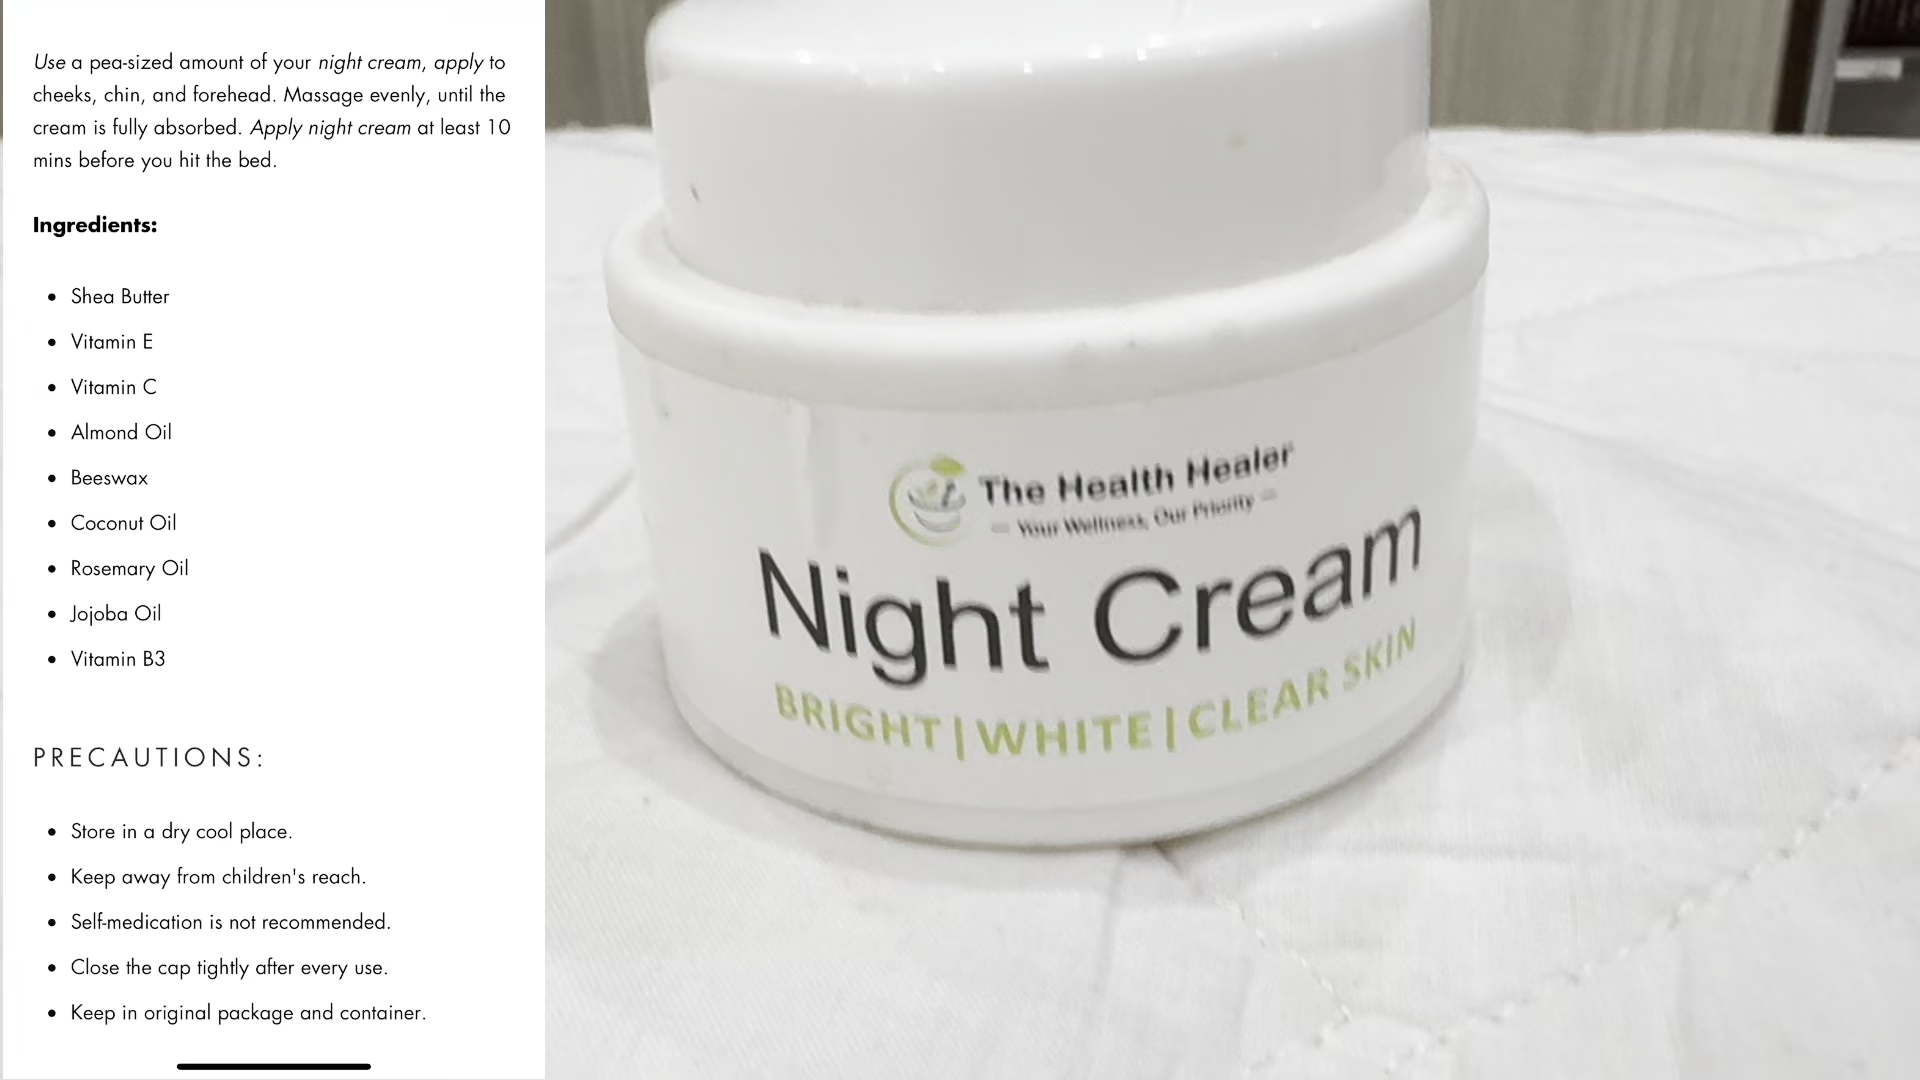 Use a pea-sized amount of your night cream, apply to
cheeks, chin, and forehead. Massage evenly, until the
cream is fully absorbed. Apply night cream at least 10
mins before you hit the bed.
Ingredients:
• Shea Butter
• Vitamin E
• Vitamin C
• Almond Oil
• Beeswax
• Coconut Oil
• Rosemary Oil
• Jojoba Oil
• Vitamin B3
PRECAUTIONS:
• Store in a dry cool place.
• Keep away from children's reach.
• Self-medication is not recommended.
• Close the cap tightly after every use.
• Keep in original package and container.
The Health Healer
Your Wellness, Our Priority
Night Cream
BRIGHT|WHITE|CLEAR SKIN